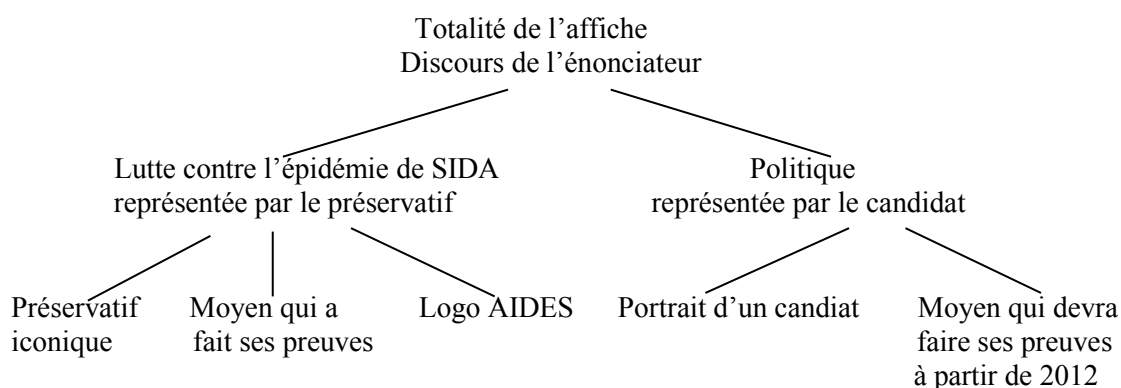 Totalité de l’affiche
Discours de l’énonciateur
Lutte contre l’épidémie de SIDA
représentée par le préservatif
Politique
représentée par le candidat
Préservatif
iconique
Moyen qui a
fait ses preuves
Logo AIDES
Portrait d’un candiat
Moyen qui devra
faire ses preuves
à partir de 2012